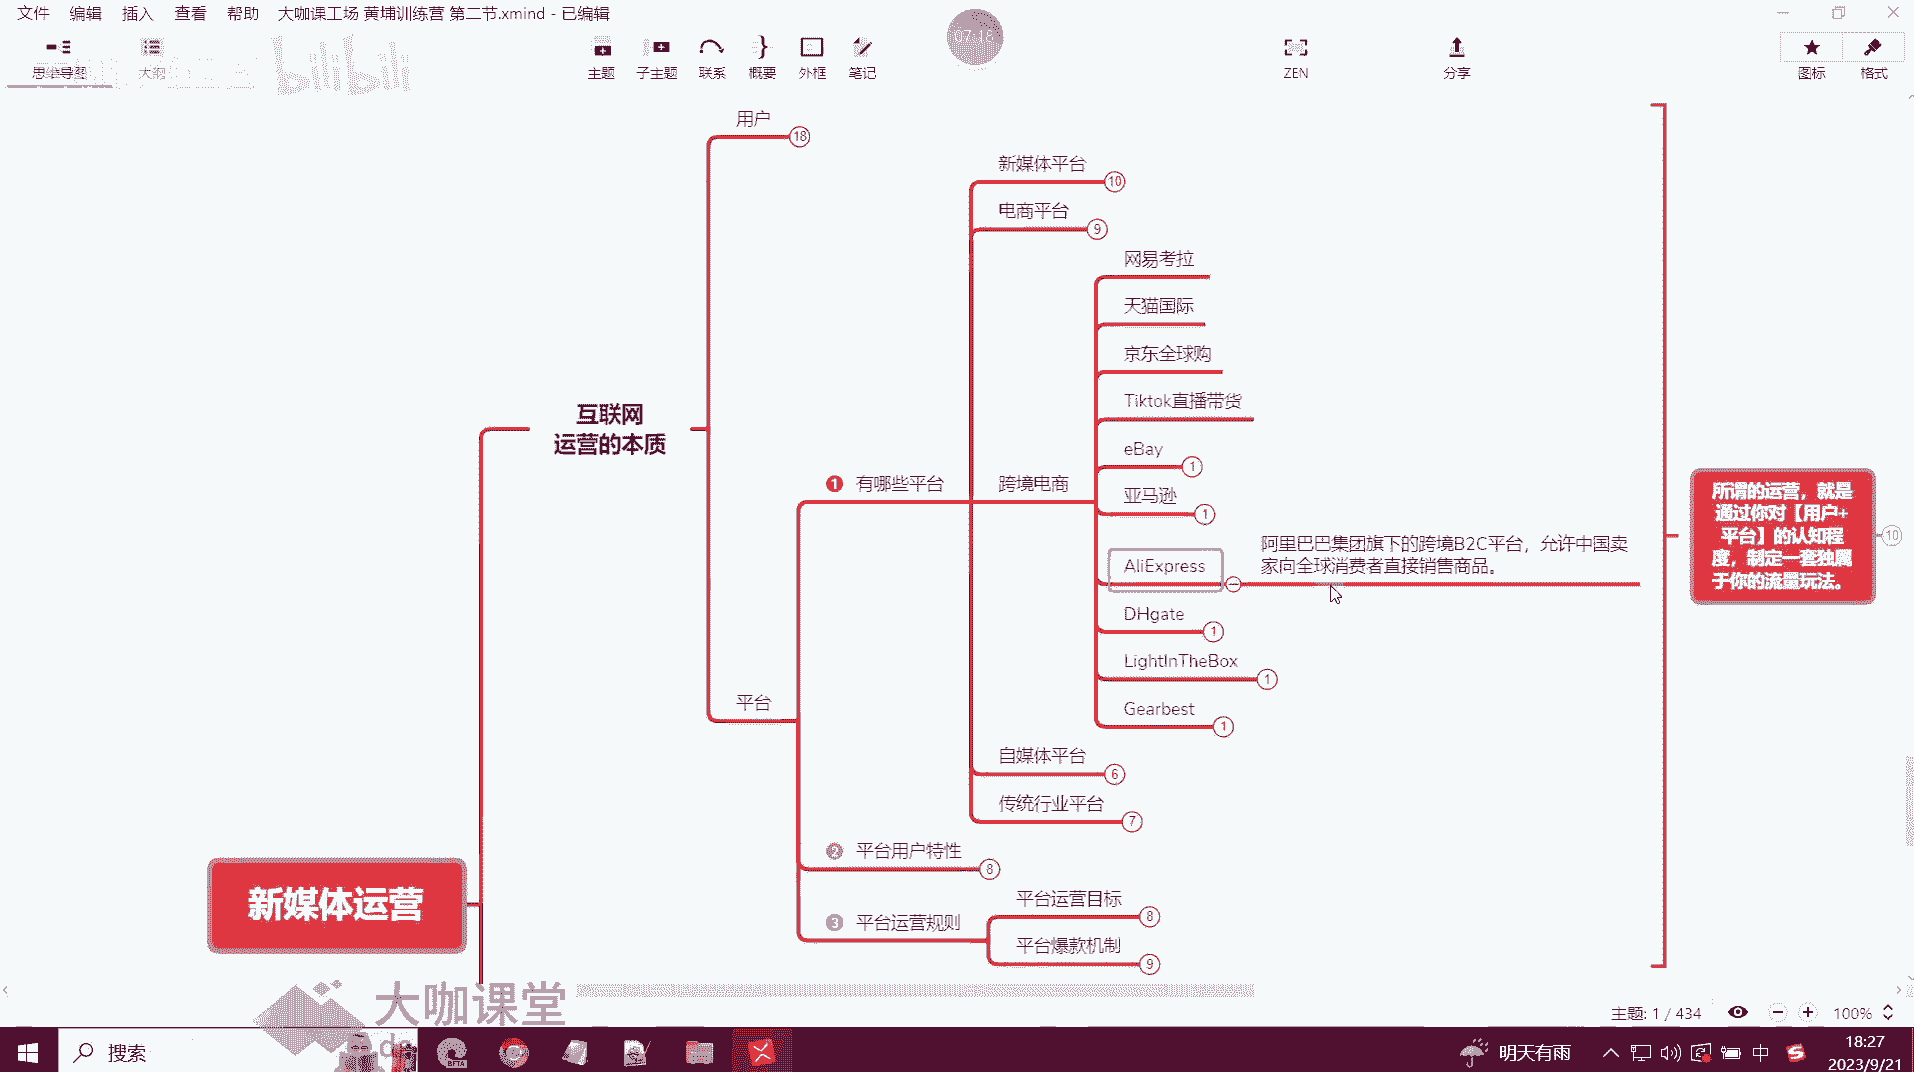 文件 编辑 插入 查看 帮助 大咖课工场 黄埔训练营 第二节.xmind - 已编辑
07:18
思维导图 大纲 主题 子主题 联系 概要 外框 笔记 ZEN 分享 图标 格式
bilibili
用户 18
新媒体平台 10
电商平台 9
网易考拉
天猫国际
京东全球购
Tiktok直播带货
互联网
运营的本质
eBay 1
1 有哪些平台 跨境电商
亚马逊 1
所谓的运营，就是
通过你对【用户+
平台】的认知程
度，制定一套独属
于你的流量玩法。
10
AliExpress
阿里巴巴集团旗下的跨境B2C平台，允许中国卖
家向全球消费者直接销售商品。
DHgate 1
LightInTheBox 1
平台
Gearbest 1
自媒体平台 6
传统行业平台 7
2 平台用户特性 8
新媒体运营
3 平台运营规则
平台运营目标 8
平台爆款机制 9
大咖课堂
主题: 1 / 434 100%
搜索
BETA
明天有雨 中 18:27
2023/9/21